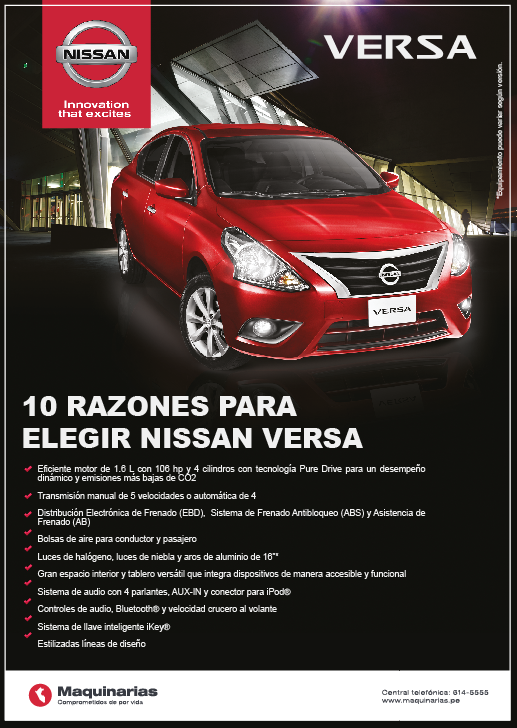 NISSAN
Innovation
that excites
VERSA
*Equipamiento puede variar según versión.
VERSA
10 RAZONES PARA
ELEGIR NISSAN VERSA
Eficiente motor de 1.6 L con 106 hp y 4 cilindros con tecnología Pure Drive para un desempeño
dinámico y emisiones más bajas de CO2
Transmisión manual de 5 velocidades o automática de 4
Distribución Electrónica de Frenado (EBD), Sistema de Frenado Antibloqueo (ABS) y Asistencia de
Frenado (AB)
Bolsas de aire para conductor y pasajero
Luces de halógeno, luces de niebla y aros de aluminio de 16"*
Gran espacio interior y tablero versátil que integra dispositivos de manera accesible y funcional
Sistema de audio con 4 parlantes, AUX-IN y conector para iPod®
Controles de audio, Bluetooth® y velocidad crucero al volante
Sistema de llave inteligente iKey®
Estilizadas líneas de diseño
Maquinarias
Comprometidos de por vida
Central telefónica: 614-5555
www.maquinarias.pe